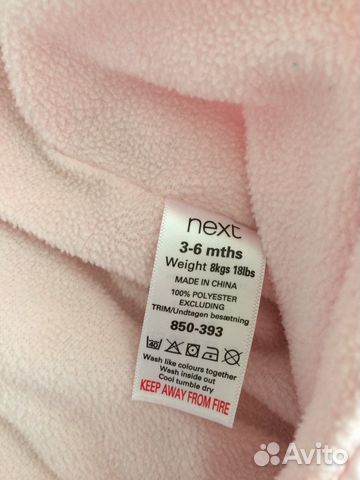 next
3-6 mths
Weight 8kgs 18lbs
MADE IN CHINA
100% POLYESTER
EXCLUDING
TRIM/Undtagen besætning
850-393
40
Wash like colours together
Wash inside out
Cool tumble dry
KEEP AWAY FROM FIRE
Avito